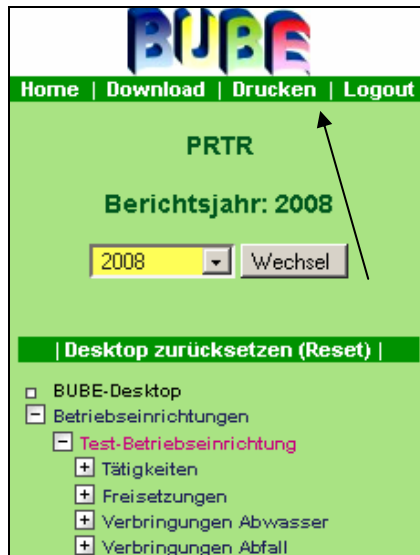 BUBE
Home | Download | Drucken | Logout
PRTR
Berichtsjahr: 2008
2008 Wechsel
| Desktop zurücksetzen (Reset) |
BUBE-Desktop
Betriebseinrichtungen
Test-Betriebseinrichtung
Tätigkeiten
Freisetzungen
Verbringungen Abwasser
Verbringungen Abfall